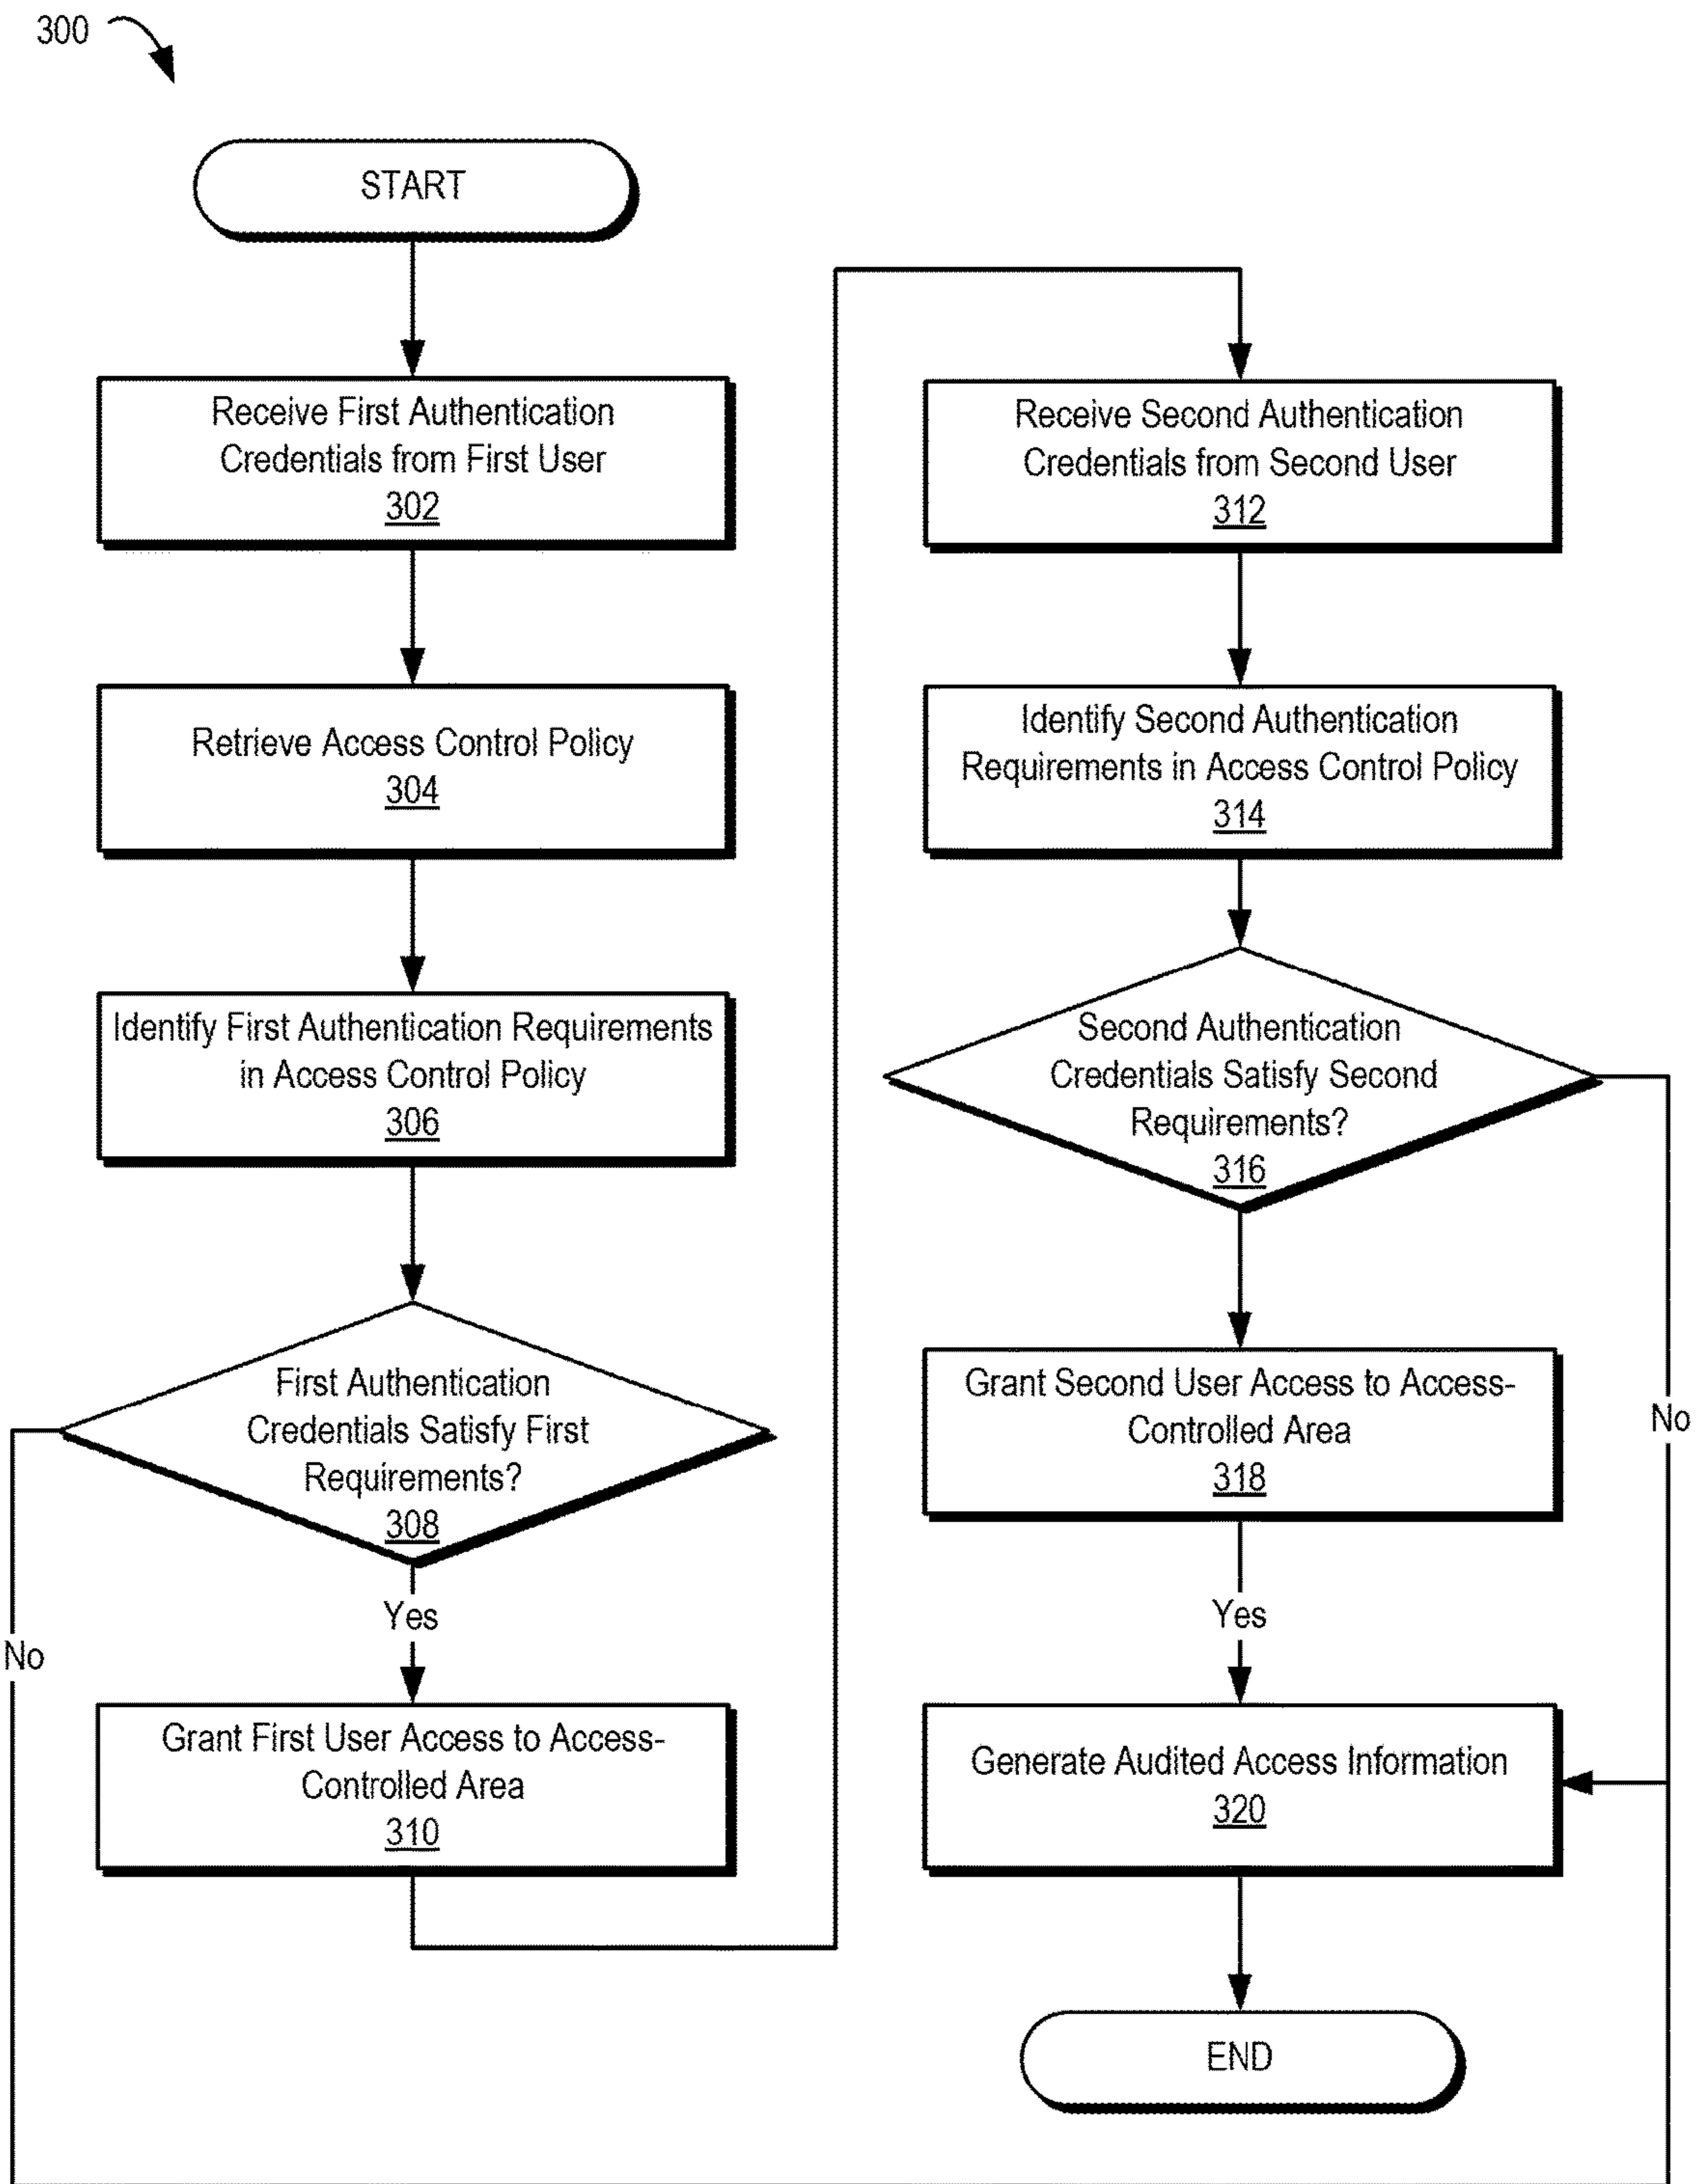 300
START
Receive First Authentication
Credentials from First User
302
Retrieve Access Control Policy
304
Identify First Authentication Requirements
in Access Control Policy
306
First Authentication
Credentials Satisfy First
Requirements?
308
Yes
No
Grant First User Access to Access-
Controlled Area
310
Receive Second Authentication
Credentials from Second User
312
Identify Second Authentication
Requirements in Access Control Policy
314
Second Authentication
Credentials Satisfy Second
Requirements?
316
Grant Second User Access to Access-
Controlled Area
318
No
Yes
Generate Audited Access Information
320
END